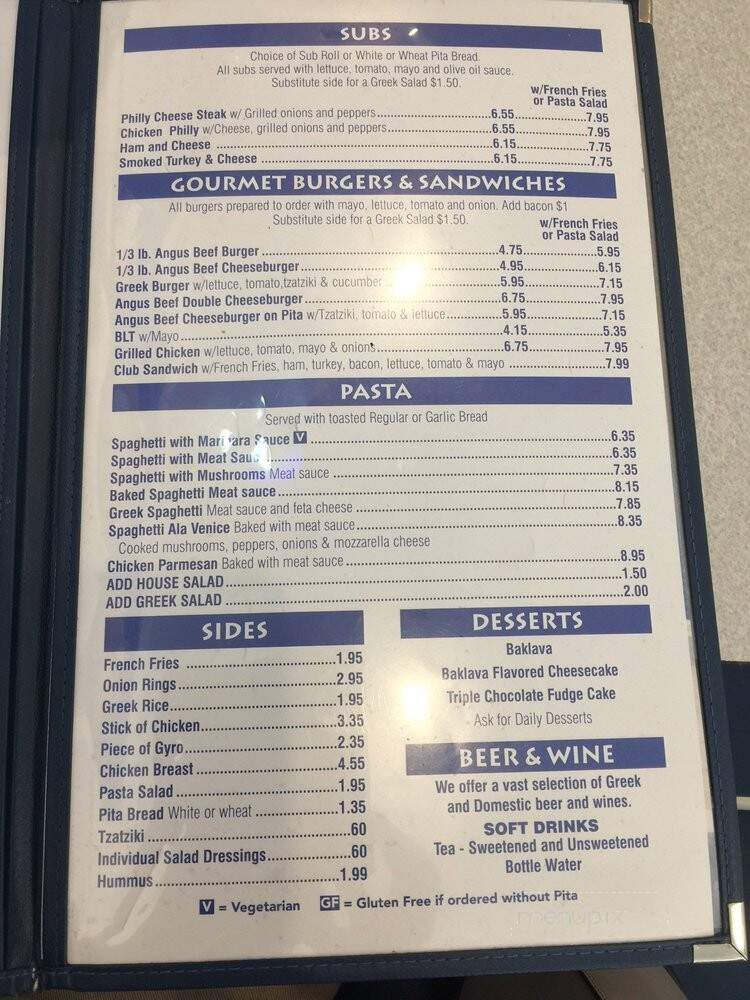 SUBS
Choice of Sub Roll or White or Wheat Pita Bread.
All subs served with lettuce, tomato, mayo and olive oil sauce.
Substitute side for a Greek Salad $1.50.
w/French Fries
or Pasta Salad
Philly Cheese Steak w/ Grilled onions and peppers 6.55 7.95
Chicken Philly w/Cheese, grilled onions and peppers 6.55 7.95
Ham and Cheese 6.15 7.75
Smoked Turkey & Cheese 6.15 7.75
GOURMET BURGERS & SANDWICHES
All burgers prepared to order with mayo, lettuce, tomato and onion. Add bacon $1
Substitute side for a Greek Salad $1.50.
w/French Fries
or Pasta Salad
1/3 lb. Angus Beef Burger 4.75 5.95
1/3 lb. Angus Beef Cheeseburger 4.95 6.15
Greek Burger w/lettuce, tomato,tzatziki & cucumber 5.95 7.15
Angus Beef Double Cheeseburger 6.75 7.95
Angus Beef Cheeseburger on Pita w/Tzatziki, tomato & lettuce 5.95 7.15
BLT w/Mayo 4.15 5.35
Grilled Chicken w/lettuce, tomato, mayo & onions 6.75 7.95
Club Sandwich w/French Fries, ham, turkey, bacon, lettuce, tomato & mayo 7.99
PASTA
Served with toasted Regular or Garlic Bread
Spaghetti with Marinara Sauce V 6.35
Spaghetti with Meat Sauce 6.35
Spaghetti with Mushrooms Meat sauce 7.35
Baked Spaghetti Meat sauce 8.15
Greek Spaghetti Meat sauce and feta cheese 7.85
Spaghetti Ala Venice Baked with meat sauce 8.35
Cooked mushrooms, peppers, onions & mozzarella cheese
Chicken Parmesan Baked with meat sauce 8.95
ADD HOUSE SALAD 1.50
ADD GREEK SALAD 2.00
SIDES
French Fries 1.95
Onion Rings 2.95
Greek Rice 1.95
Stick of Chicken 3.35
Piece of Gyro 2.35
Chicken Breast 4.55
Pasta Salad 1.95
Pita Bread White or wheat 1.35
Tzatziki .60
Individual Salad Dressings .60
Hummus 1.99
DESSERTS
Baklava
Baklava Flavored Cheesecake
Triple Chocolate Fudge Cake
Ask for Daily Desserts
BEER & WINE
We offer a vast selection of Greek
and Domestic beer and wines.
SOFT DRINKS
Tea - Sweetened and Unsweetened
Bottle Water
V = Vegetarian GF = Gluten Free if ordered without Pita
menupix